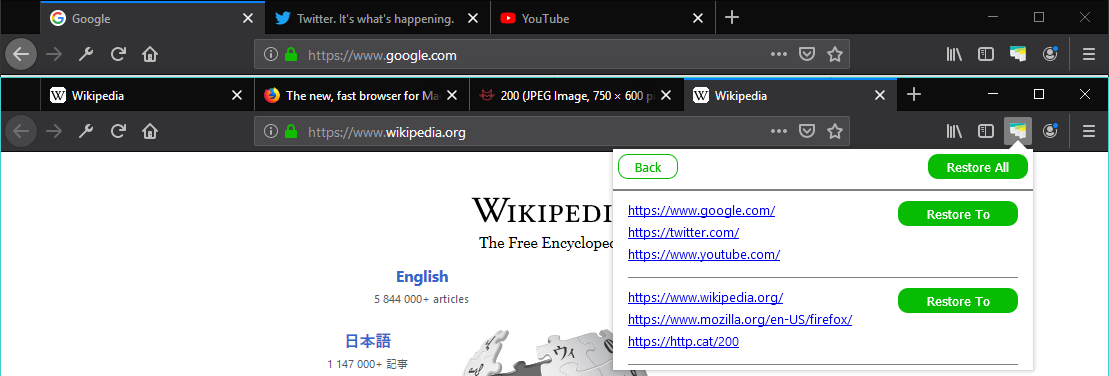 Google
Twitter. It's what's happening.
YouTube
https://www.google.com
Wikipedia
The new, fast browser for Ma
200 (JPEG Image, 750 × 600 p
Wikipedia
https://www.wikipedia.org
Back
Restore All
https://www.google.com/
Restore To
https://twitter.com/
https://www.youtube.com/
https://www.wikipedia.org/
Restore To
https://www.mozilla.org/en-US/firefox/
https://http.cat/200
WIKIPEDI
The Free Encycloped
English
5 844 000+ articles
日本語
1 147 000+ 記事
ウィ